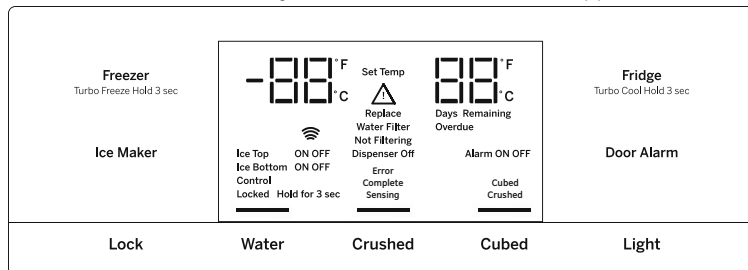 Freezer
Turbo Freeze Hold 3 sec
Ice Maker
-88 °F °C
Set Temp
88 °F °C
Replace
Water Filter
Not Filtering
Dispenser Off
Days Remaining
Overdue
Ice Top ON OFF
Ice Bottom ON OFF
Control
Locked Hold for 3 sec
Error
Complete
Sensing
Alarm ON OFF
Cubed
Crushed
Fridge
Turbo Cool Hold 3 sec
Door Alarm
Lock Water Crushed Cubed Light